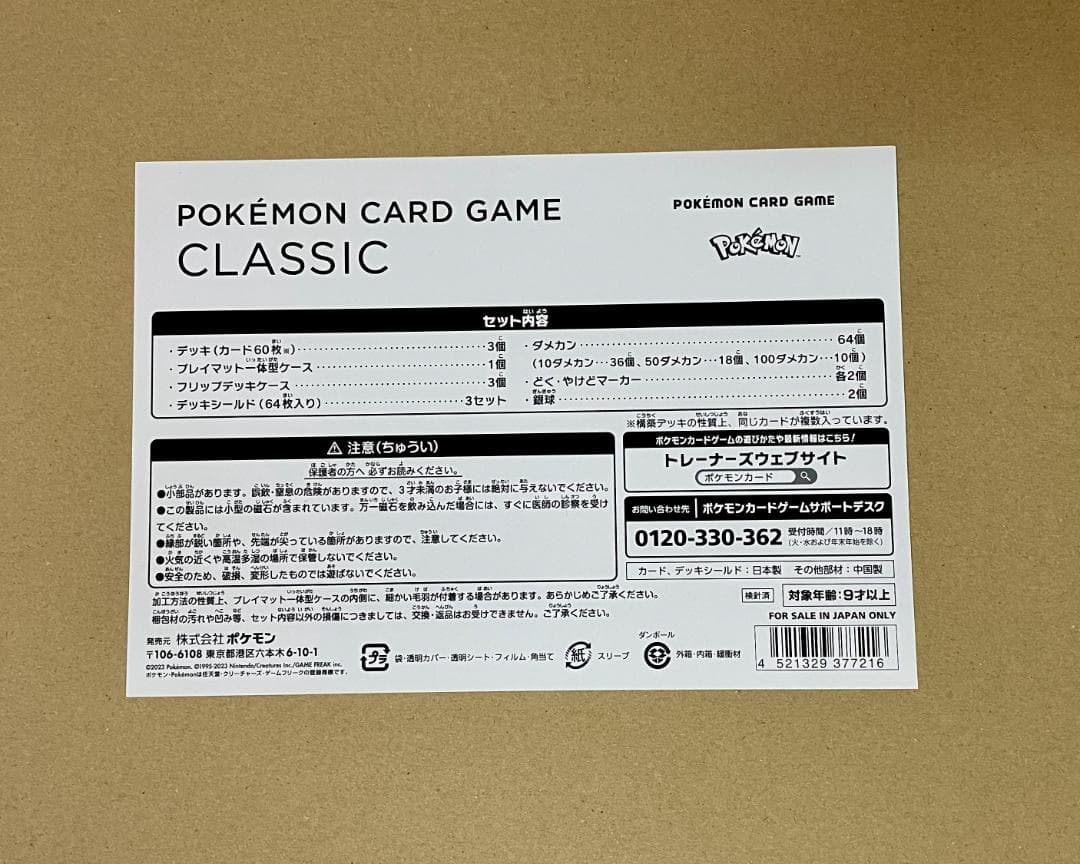 POKÉMON CARD GAME
CLASSIC
POKÉMON CARD GAME
POKÉMON
セット内容
・デッキ(カード60枚※)‥‥‥‥‥‥‥‥‥‥3個
・プレイマット一体型ケース‥‥‥‥‥‥‥‥1個
・フリップデッキケース‥‥‥‥‥‥‥‥‥‥3個
・デッキシールド(64枚入り)‥‥‥‥‥‥‥3セット
・ダメカン‥‥‥‥‥‥‥‥‥‥‥‥‥‥64個
(10ダメカン…36個、50ダメカン…18個、100ダメカン…10個)
・どく・やけどマーカー‥‥‥‥‥‥‥‥‥各2個
・銀球‥‥‥‥‥‥‥‥‥‥‥‥‥‥‥‥2個
※構築デッキの性質上、同じカードが複数入っています。
⚠ 注意(ちゅうい)
保護者の方へ 必ずお読みください。
●小部品があります。誤飲・窒息の危険がありますので、3才未満のお子様には絶対に与えないでください。
●この製品には小型の磁石が含まれています。万一磁石を飲み込んだ場合には、すぐに医師の診察を受け
てください。
●縁部が鋭い箇所や、先端が尖っている箇所がありますので、注意してください。
●火気の近くや高温多湿の場所で保管しないでください。
●安全のため、破損、変形したものでは遊ばないでください。
ポケモンカードゲームの遊びかたや最新情報はこちら!
トレーナーズウェブサイト
ポケモンカード
お問い合わせ先 ポケモンカードゲームサポートデスク
0120-330-362 受付時間/11時〜18時
(火・水および年末年始を除く)
カード、デッキシールド:日本製 その他部材:中国製
加工方法の性質上、プレイマット一体型ケースの内側に、細かい毛羽が付着する場合があります。あらかじめご了承ください。
梱包材の汚れや凹み等、セット内容以外の損傷につきましては、交換・返品はお受けできません。ご了承ください。
検針済 対象年齢:9才以上
FOR SALE IN JAPAN ONLY
発売元 株式会社ポケモン
〒106-6108 東京都港区六本木6-10-1
©2023 Pokémon. ©1995-2023 Nintendo/Creatures Inc./GAME FREAK inc.
ポケモン・Pokémonは任天堂・クリーチャーズ・ゲームフリークの登録商標です。
プラ 袋・透明カバー・透明シート・フィルム・角当て
紙 スリーブ
ダンボール
外箱・内箱・緩衝材
4 521329 377216